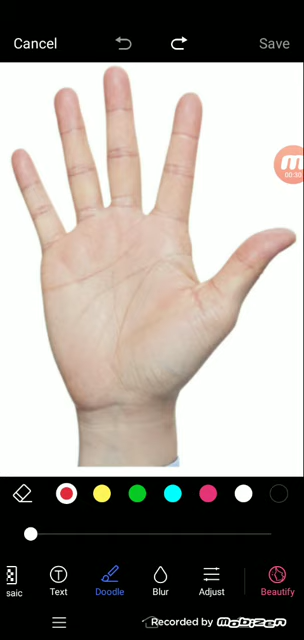 Cancel
Save
00:30
saic
Text
Doodle
Blur
Adjust
Beautify
Recorded by mobizen